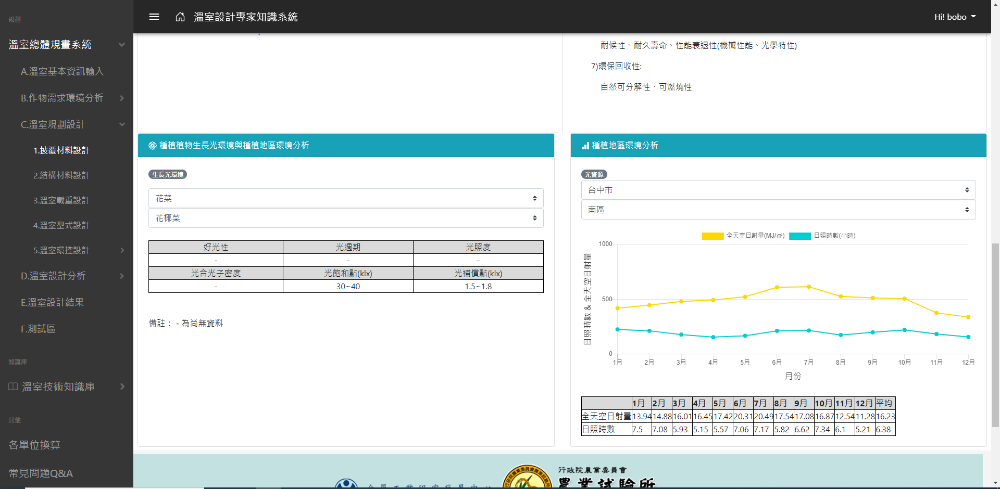 規劃
溫室總體規畫系統
A.溫室基本資訊輸入
B.作物需求環境分析
C.溫室規劃設計
1.披覆材料設計
2.結構材料設計
3.溫室載重設計
4.溫室型式設計
5.溫室環控設計
D.溫室設計分析
E.溫室設計結果
F.測試區
知識庫
溫室技術知識庫
其他
各單位換算
常見問題Q&A
溫室設計專家知識系統
Hi! bobo
耐候性、耐久壽命、性能衰退性(機械性能、光學特性)
7)環保回收性:
自然可分解性、可燃燒性
種植植物生長光環境與種植地區環境分析
生長光環境
花菜
花椰菜
好光性 光週期 光照度
- - -
光合光子密度 光飽和點(klx) 光補償點(klx)
- 30~40 1.5~1.8
備註： - 為尚無資料
種植地區環境分析
光資源
台中市
南區
全天空日射量(MJ/㎡) 日照時數(小時)
日照時數 & 全天空日射量
1000
500
0
1月 2月 3月 4月 5月 6月 7月 8月 9月 10月 11月 12月
月份
1月 2月 3月 4月 5月 6月 7月 8月 9月 10月 11月 12月 平均
全天空日射量 13.94 14.88 16.01 16.45 17.42 20.31 20.49 17.54 17.08 16.87 12.54 11.28 16.23
日照時數 7.5 7.08 5.93 5.15 5.57 7.06 7.17 5.82 6.62 7.34 6.1 5.21 6.38
行政院農業委員會
農業試驗所